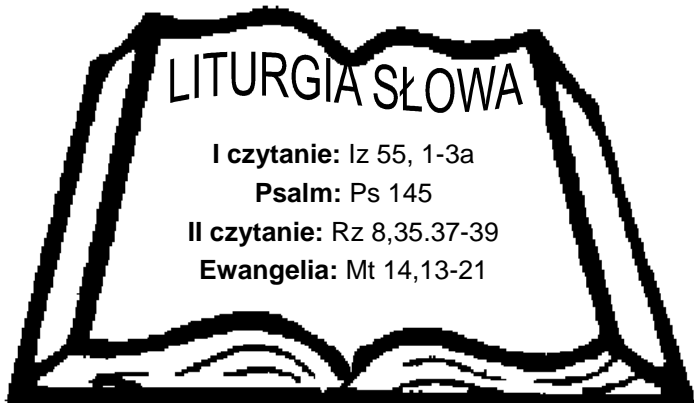 LITURGIA SŁOWA
I czytanie: Iz 55, 1-3a
Psalm: Ps 145
II czytanie: Rz 8,35.37-39
Ewangelia: Mt 14,13-21